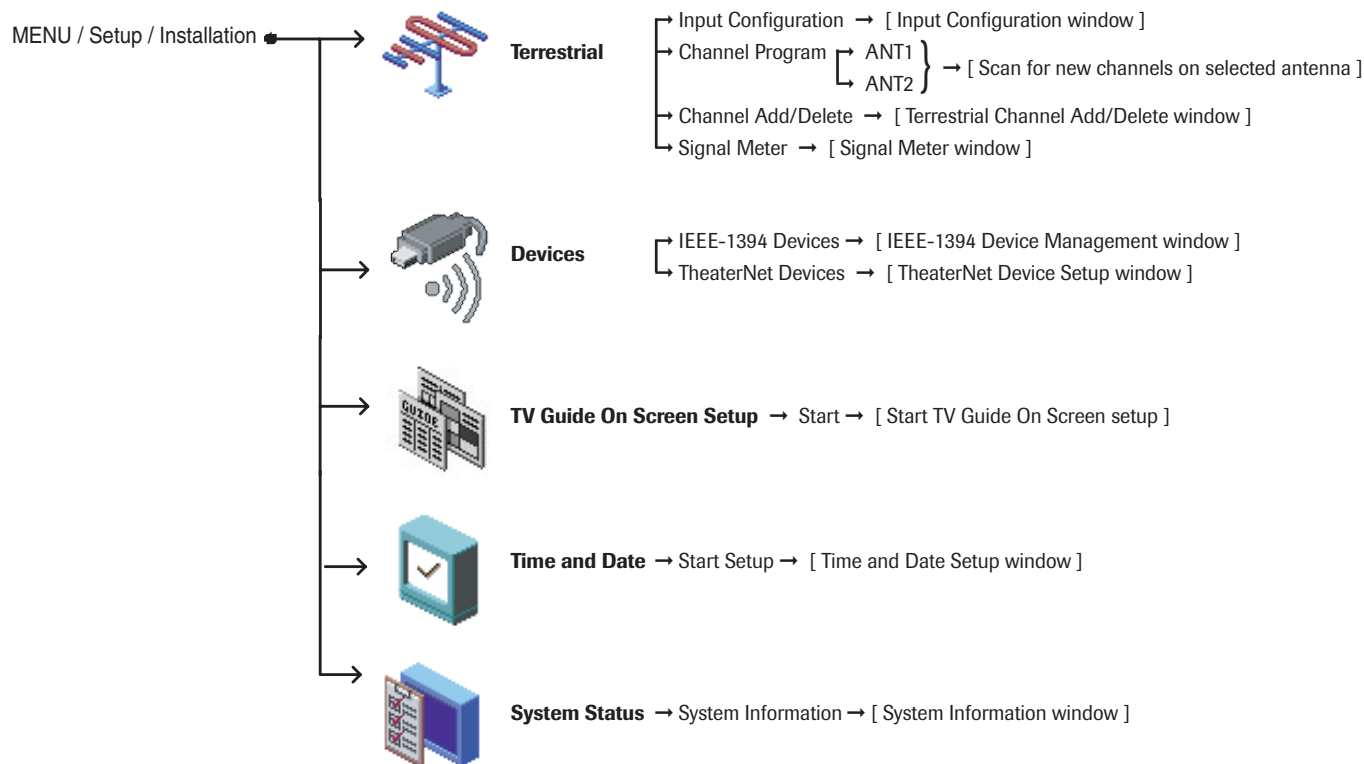 MENU / Setup / Installation
Terrestrial
Input Configuration → [ Input Configuration window ]
Channel Program
ANT1
ANT2
} → [ Scan for new channels on selected antenna ]
Channel Add/Delete → [ Terrestrial Channel Add/Delete window ]
Signal Meter → [ Signal Meter window ]
Devices
IEEE-1394 Devices → [ IEEE-1394 Device Management window ]
TheaterNet Devices → [ TheaterNet Device Setup window ]
GUIDE
TV Guide On Screen Setup → Start → [ Start TV Guide On Screen setup ]
Time and Date → Start Setup → [ Time and Date Setup window ]
System Status → System Information → [ System Information window ]